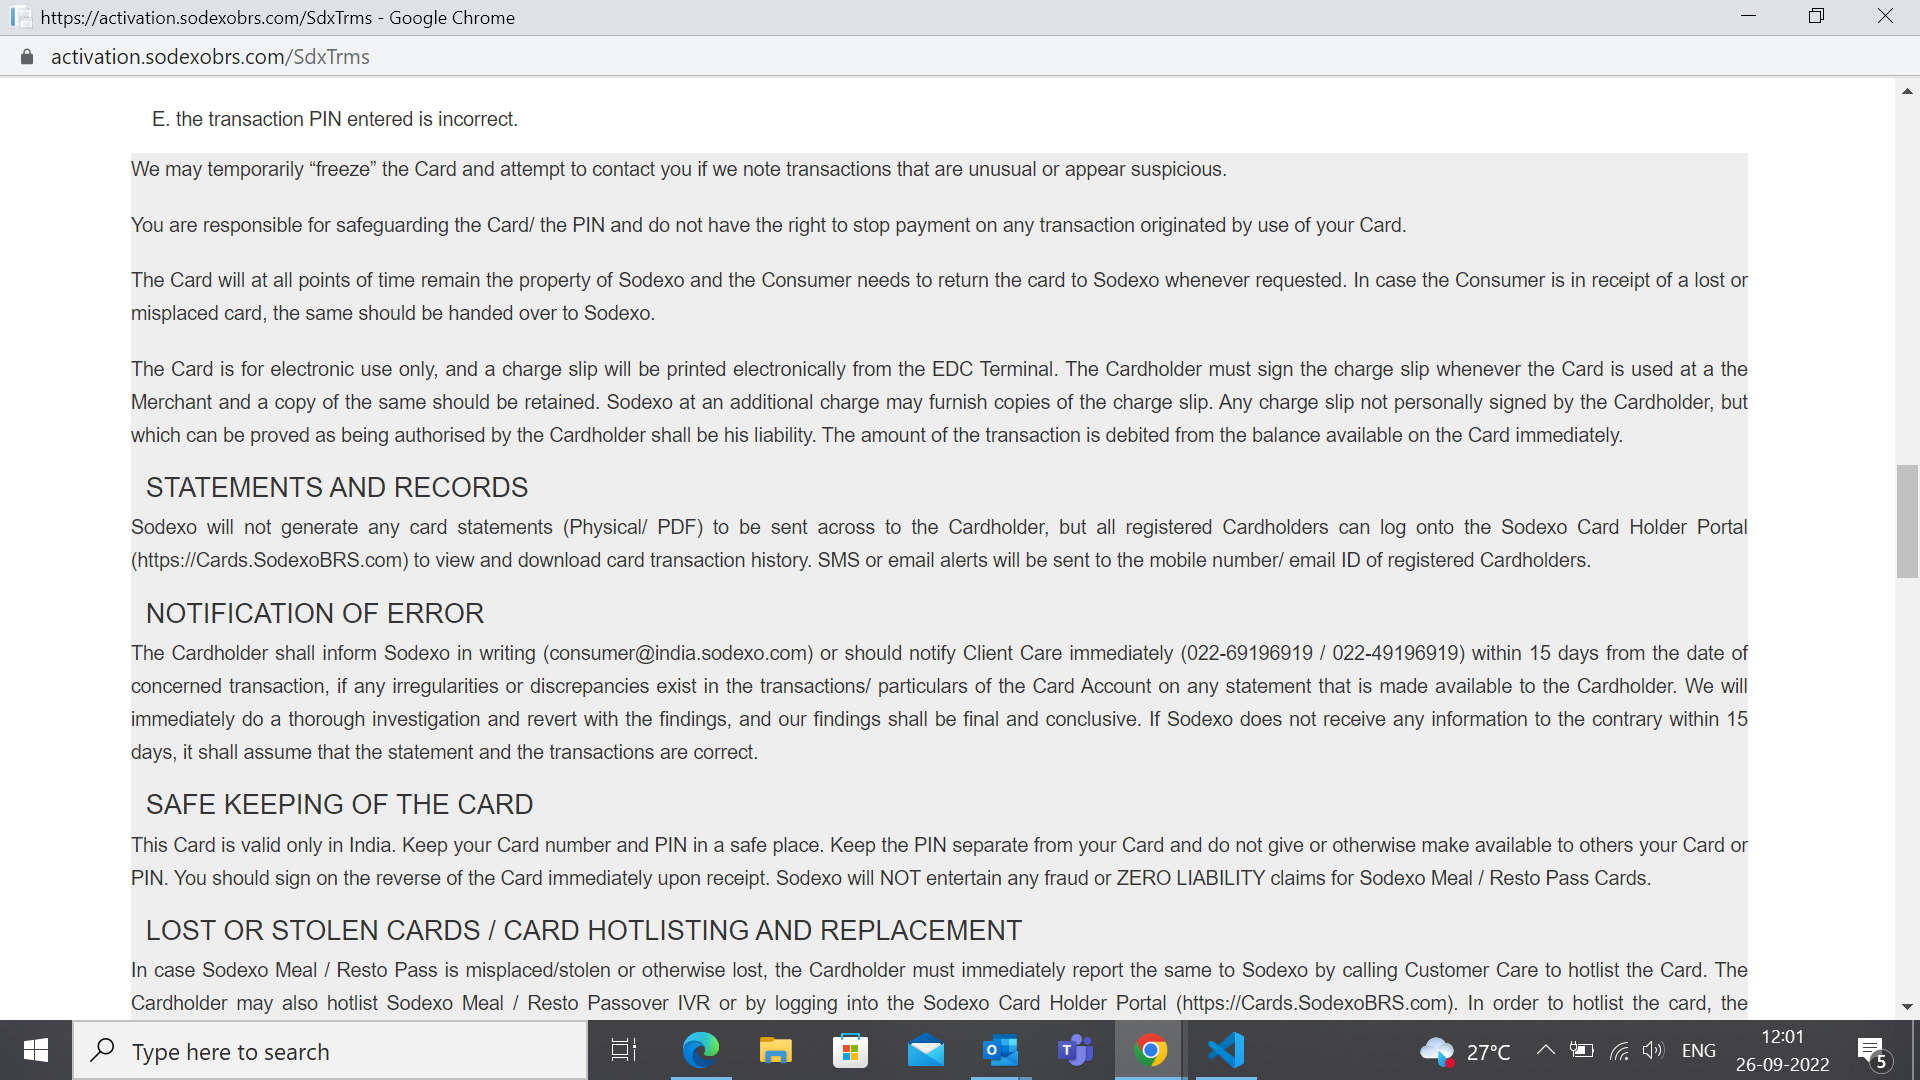 https://activation.sodexobrs.com/SdxTrms - Google Chrome
activation.sodexobrs.com/SdxTrms
E. the transaction PIN entered is incorrect.
We may temporarily “freeze” the Card and attempt to contact you if we note transactions that are unusual or appear suspicious.
You are responsible for safeguarding the Card/ the PIN and do not have the right to stop payment on any transaction originated by use of your Card.
The Card will at all points of time remain the property of Sodexo and the Consumer needs to return the card to Sodexo whenever requested. In case the Consumer is in receipt of a lost or
misplaced card, the same should be handed over to Sodexo.
The Card is for electronic use only, and a charge slip will be printed electronically from the EDC Terminal. The Cardholder must sign the charge slip whenever the Card is used at a the
Merchant and a copy of the same should be retained. Sodexo at an additional charge may furnish copies of the charge slip. Any charge slip not personally signed by the Cardholder, but
which can be proved as being authorised by the Cardholder shall be his liability. The amount of the transaction is debited from the balance available on the Card immediately.
STATEMENTS AND RECORDS
Sodexo will not generate any card statements (Physical/ PDF) to be sent across to the Cardholder, but all registered Cardholders can log onto the Sodexo Card Holder Portal
(https://Cards.SodexoBRS.com) to view and download card transaction history. SMS or email alerts will be sent to the mobile number/ email ID of registered Cardholders.
NOTIFICATION OF ERROR
The Cardholder shall inform Sodexo in writing (consumer@india.sodexo.com) or should notify Client Care immediately (022-69196919 / 022-49196919) within 15 days from the date of
concerned transaction, if any irregularities or discrepancies exist in the transactions/ particulars of the Card Account on any statement that is made available to the Cardholder. We will
immediately do a thorough investigation and revert with the findings, and our findings shall be final and conclusive. If Sodexo does not receive any information to the contrary within 15
days, it shall assume that the statement and the transactions are correct.
SAFE KEEPING OF THE CARD
This Card is valid only in India. Keep your Card number and PIN in a safe place. Keep the PIN separate from your Card and do not give or otherwise make available to others your Card or
PIN. You should sign on the reverse of the Card immediately upon receipt. Sodexo will NOT entertain any fraud or ZERO LIABILITY claims for Sodexo Meal / Resto Pass Cards.
LOST OR STOLEN CARDS / CARD HOTLISTING AND REPLACEMENT
In case Sodexo Meal / Resto Pass is misplaced/stolen or otherwise lost, the Cardholder must immediately report the same to Sodexo by calling Customer Care to hotlist the Card. The
Cardholder may also hotlist Sodexo Meal / Resto Passover IVR or by logging into the Sodexo Card Holder Portal (https://Cards.SodexoBRS.com). In order to hotlist the card, the
Type here to search
27°C
ENG
12:01
26-09-2022
5